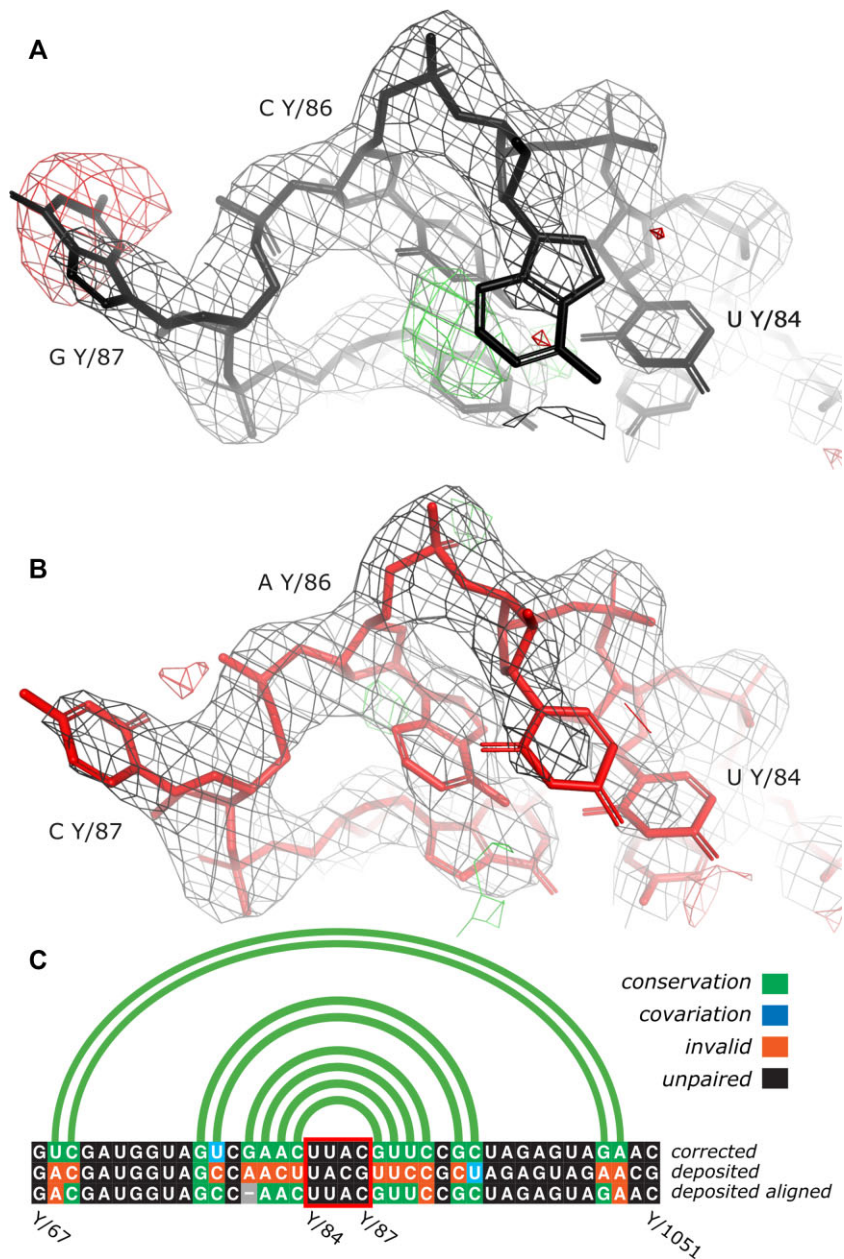 A
C Y/86
G Y/87
U Y/84
B
A Y/86
C Y/87
U Y/84
C
conservation
covariation
invalid
unpaired
GUCGAUGGUAGUCGAACUUACGUUCCGCUAGAGUAGAAC corrected
GACGAUGGUAGCCAACUUACGUUCCGCUAGAGUAGAACG deposited
GACGAUGGUAGCC-AACUUACGUUCCGCUAGAGUAGAAC deposited aligned
Y/67 Y/84 Y/87 Y/1051